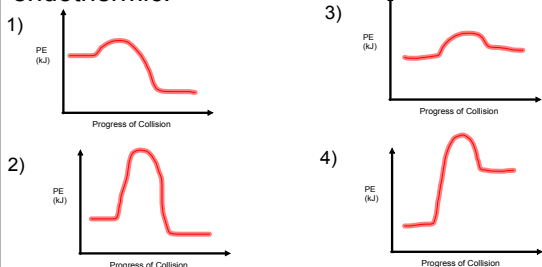 endothermic.
1)
PE
(kJ)
Progress of Collision
3)
PE
(kJ)
Progress of Collision
2)
PE
(kJ)
Progress of Collision
4)
PE
(kJ)
Progress of Collision